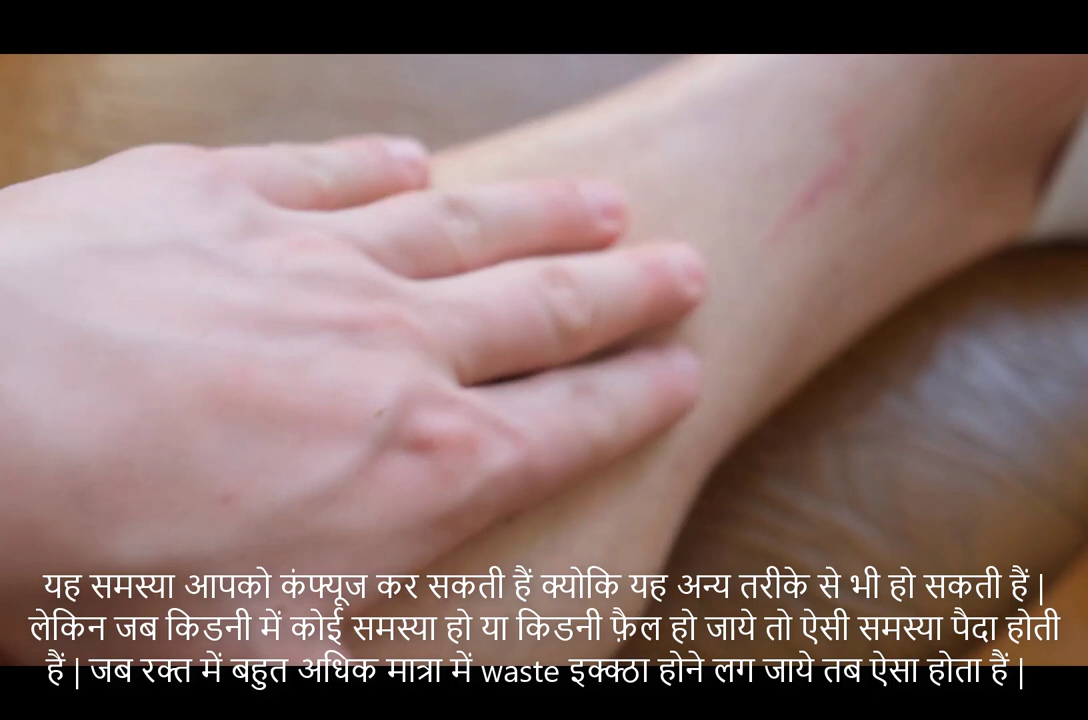 यह समस्या आपको कंफ्यूज कर सकती हैं क्योकि यह अन्य तरीके से भी हो सकती हैं |
लेकिन जब किडनी में कोई समस्या हो या किडनी फ़ैल हो जाये तो ऐसी समस्या पैदा होती
हैं | जब रक्त में बहुत अधिक मात्रा में waste इक्क्ठा होने लग जाये तब ऐसा होता हैं |